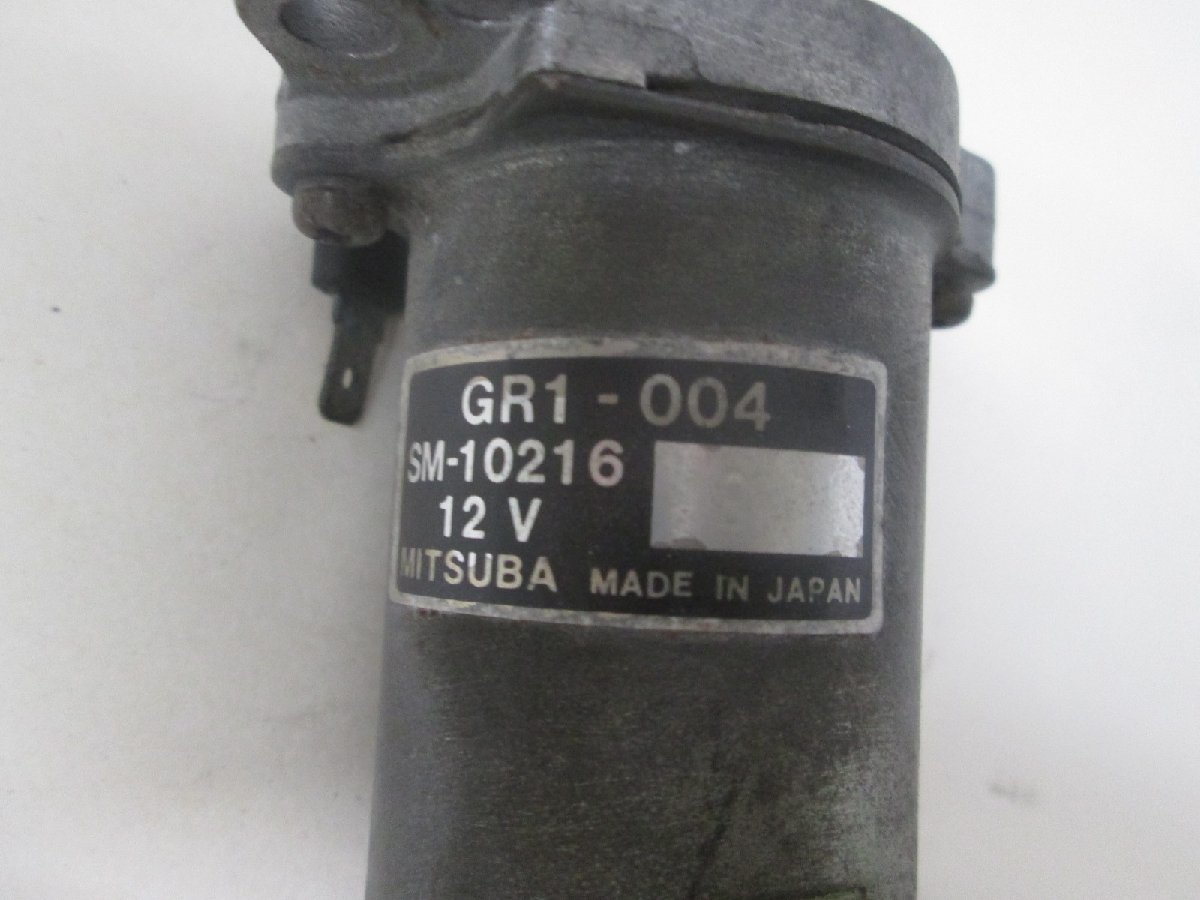 GR1 - 004
SM-10216
12 V
MITSUBA MADE IN JAPAN